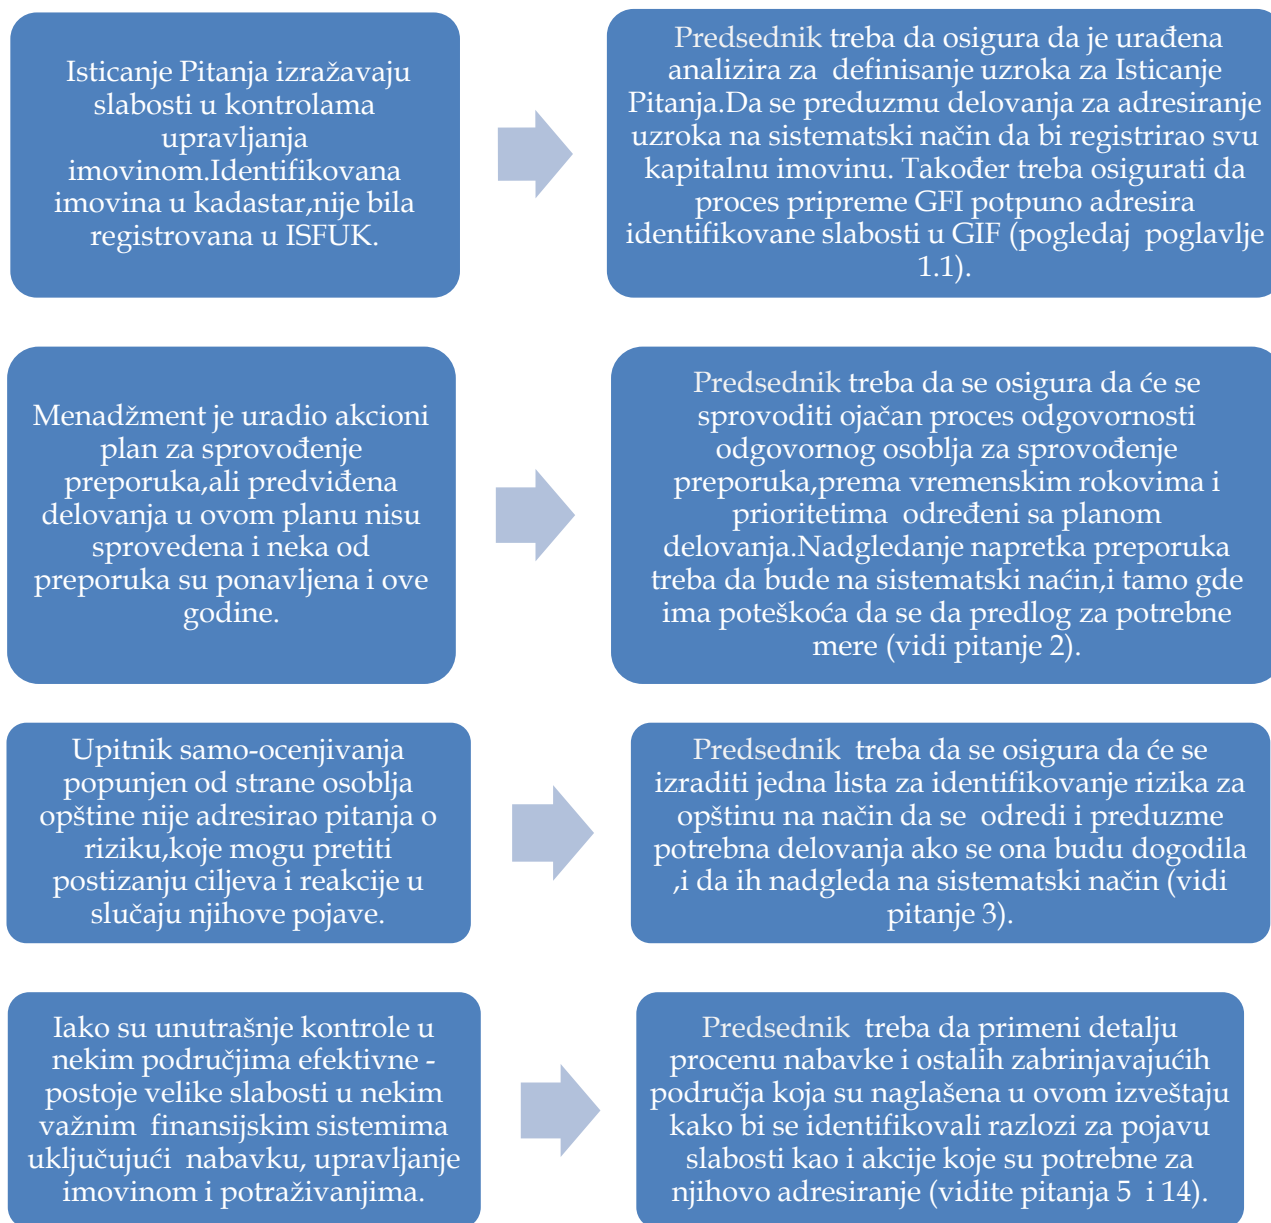 Isticanje Pitanja izražavaju
slabosti u kontrolama
upravljanja
imovinom.Identifikovana
imovina u kadastar,nije bila
registrovana u ISFUK.
Predsednik treba da osigura da je urađena
analizira za definisanje uzroka za Isticanje
Pitanja.Da se preduzmu delovanja za adresiranje
uzroka na sistematski način da bi registrirao svu
kapitalnu imovinu. Također treba osigurati da
proces pripreme GFI potpuno adresira
identifikovane slabosti u GIF (pogledaj poglavlje
1.1).
Menadžment je uradio akcioni
plan za sprovođenje
preporuka,ali predviđena
delovanja u ovom planu nisu
sprovedena i neka od
preporuka su ponavljena i ove
godine.
Predsednik treba da se osigura da će se
sprovoditi ojačan proces odgovornosti
odgovornog osoblja za sprovođenje
preporuka,prema vremenskim rokovima i
prioritetima određeni sa planom
delovanja.Nadgledanje napretka preporuka
treba da bude na sistematski naćin,i tamo gde
ima poteškoća da se da predlog za potrebne
mere (vidi pitanje 2).
Upitnik samo-ocenjivanja
popunjen od strane osoblja
opštine nije adresirao pitanja o
riziku,koje mogu pretiti
postizanju ciljeva i reakcije u
slučaju njihove pojave.
Predsednik treba da se osigura da će se
izraditi jedna lista za identifikovanje rizika za
opštinu na način da se odredi i preduzme
potrebna delovanja ako se ona budu dogodila
,i da ih nadgleda na sistematski način (vidi
pitanje 3).
Iako su unutrašnje kontrole u
nekim područjima efektivne -
postoje velike slabosti u nekim
važnim finansijskim sistemima
uključujući nabavku, upravljanje
imovinom i potraživanjima.
Predsednik treba da primeni detalju
procenu nabavke i ostalih zabrinjavajućih
područja koja su naglašena u ovom izveštaju
kako bi se identifikovali razlozi za pojavu
slabosti kao i akcije koje su potrebne za
njihovo adresiranje (vidite pitanja 5 i 14).